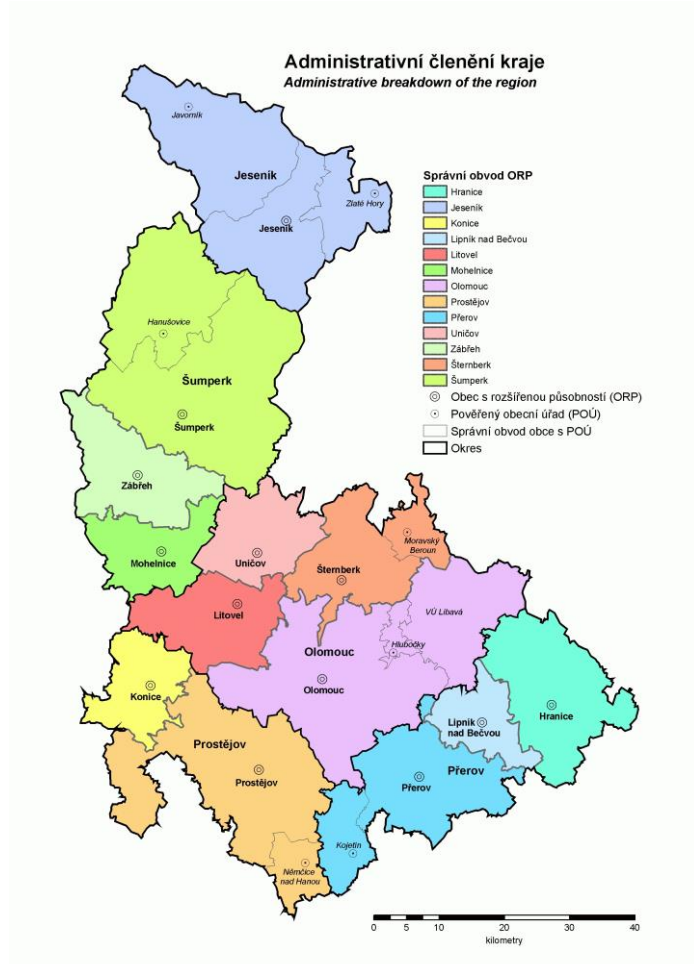 Administrativní členění kraje
Administrative breakdown of the region
Javorník
Jeseník
Zlaté Hory
Jeseník
Správní obvod ORP
Hranice
Jeseník
Konice
Lipník nad Bečvou
Litovel
Mohelnice
Olomouc
Prostějov
Přerov
Uničov
Zábřeh
Šternberk
Šumperk
Obec s rozšířenou působností (ORP)
Pověřený obecní úřad (POÚ)
Správní obvod obce s POÚ
Okres
Hanušovice
Šumperk
Šumperk
Zábřeh
Mohelnice
Uničov
Šternberk
Moravský
Beroun
Litovel
VÚ Libavá
Hlubočky
Olomouc
Olomouc
Konice
Lipník
nad Bečvou
Hranice
Prostějov
Prostějov
Přerov
Přerov
Kojetín
Němčice
nad Hanou
0 5 10 20 30 40
kilometry